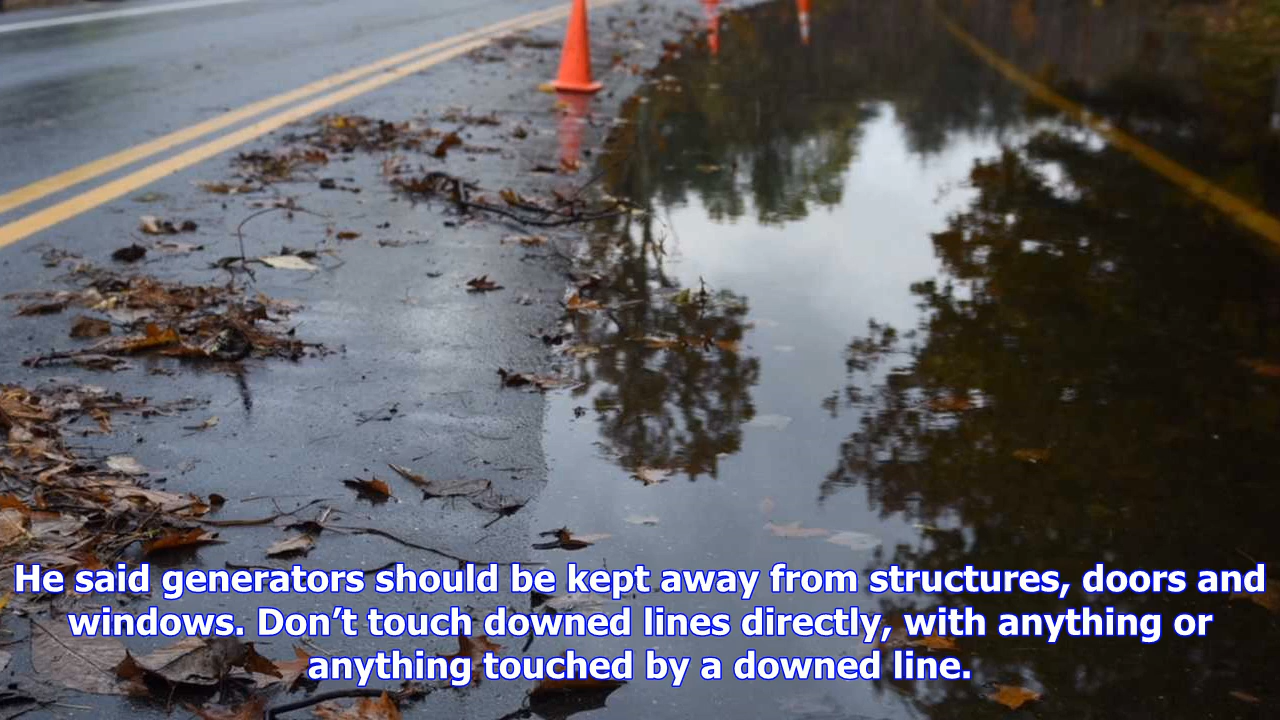 He said generators should be kept away from structures, doors and
windows. Don’t touch downed lines directly, with anything or
anything touched by a downed line.